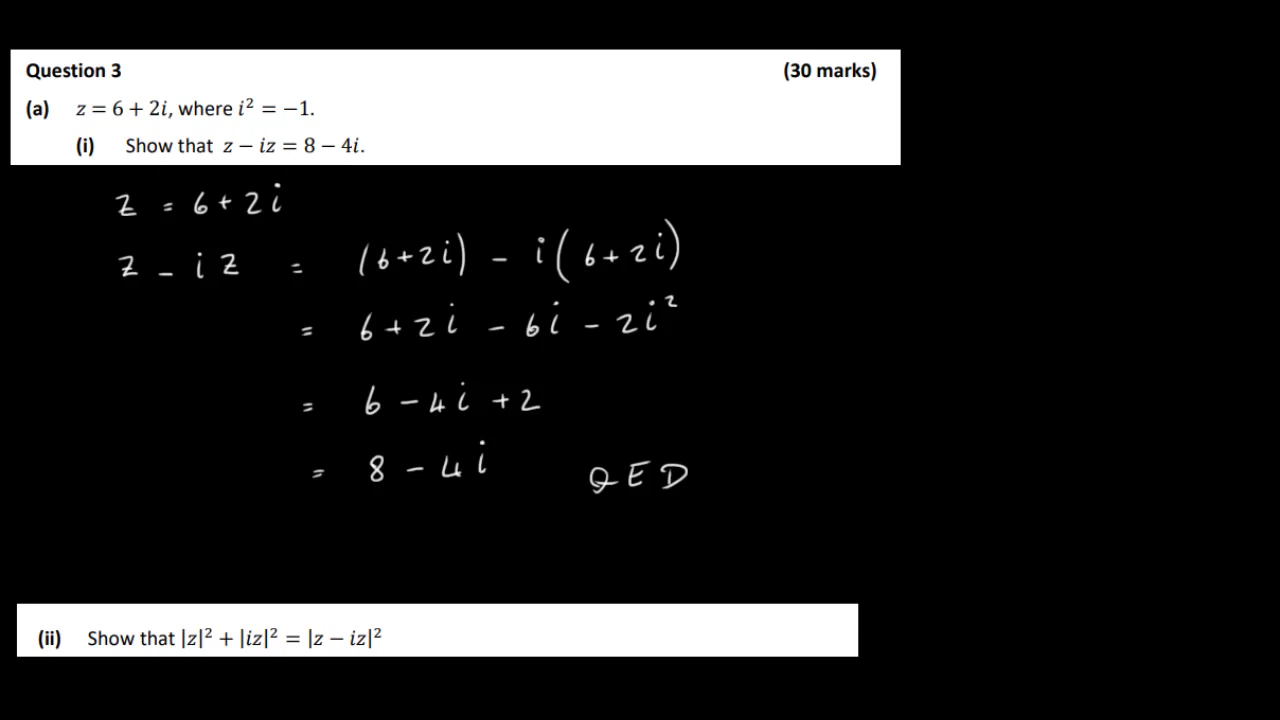 Question 3 (30 marks)
(a) z = 6 + 2i, where i² = −1.
(i) Show that z − iz = 8 − 4i.
z = 6 + 2i
z - i z = (6+2i) - i(6+2i)
= 6 + 2i - 6i - 2i²
= 6 - 4i + 2
= 8 - 4i QED
(ii) Show that |z|² + |iz|² = |z − iz|²